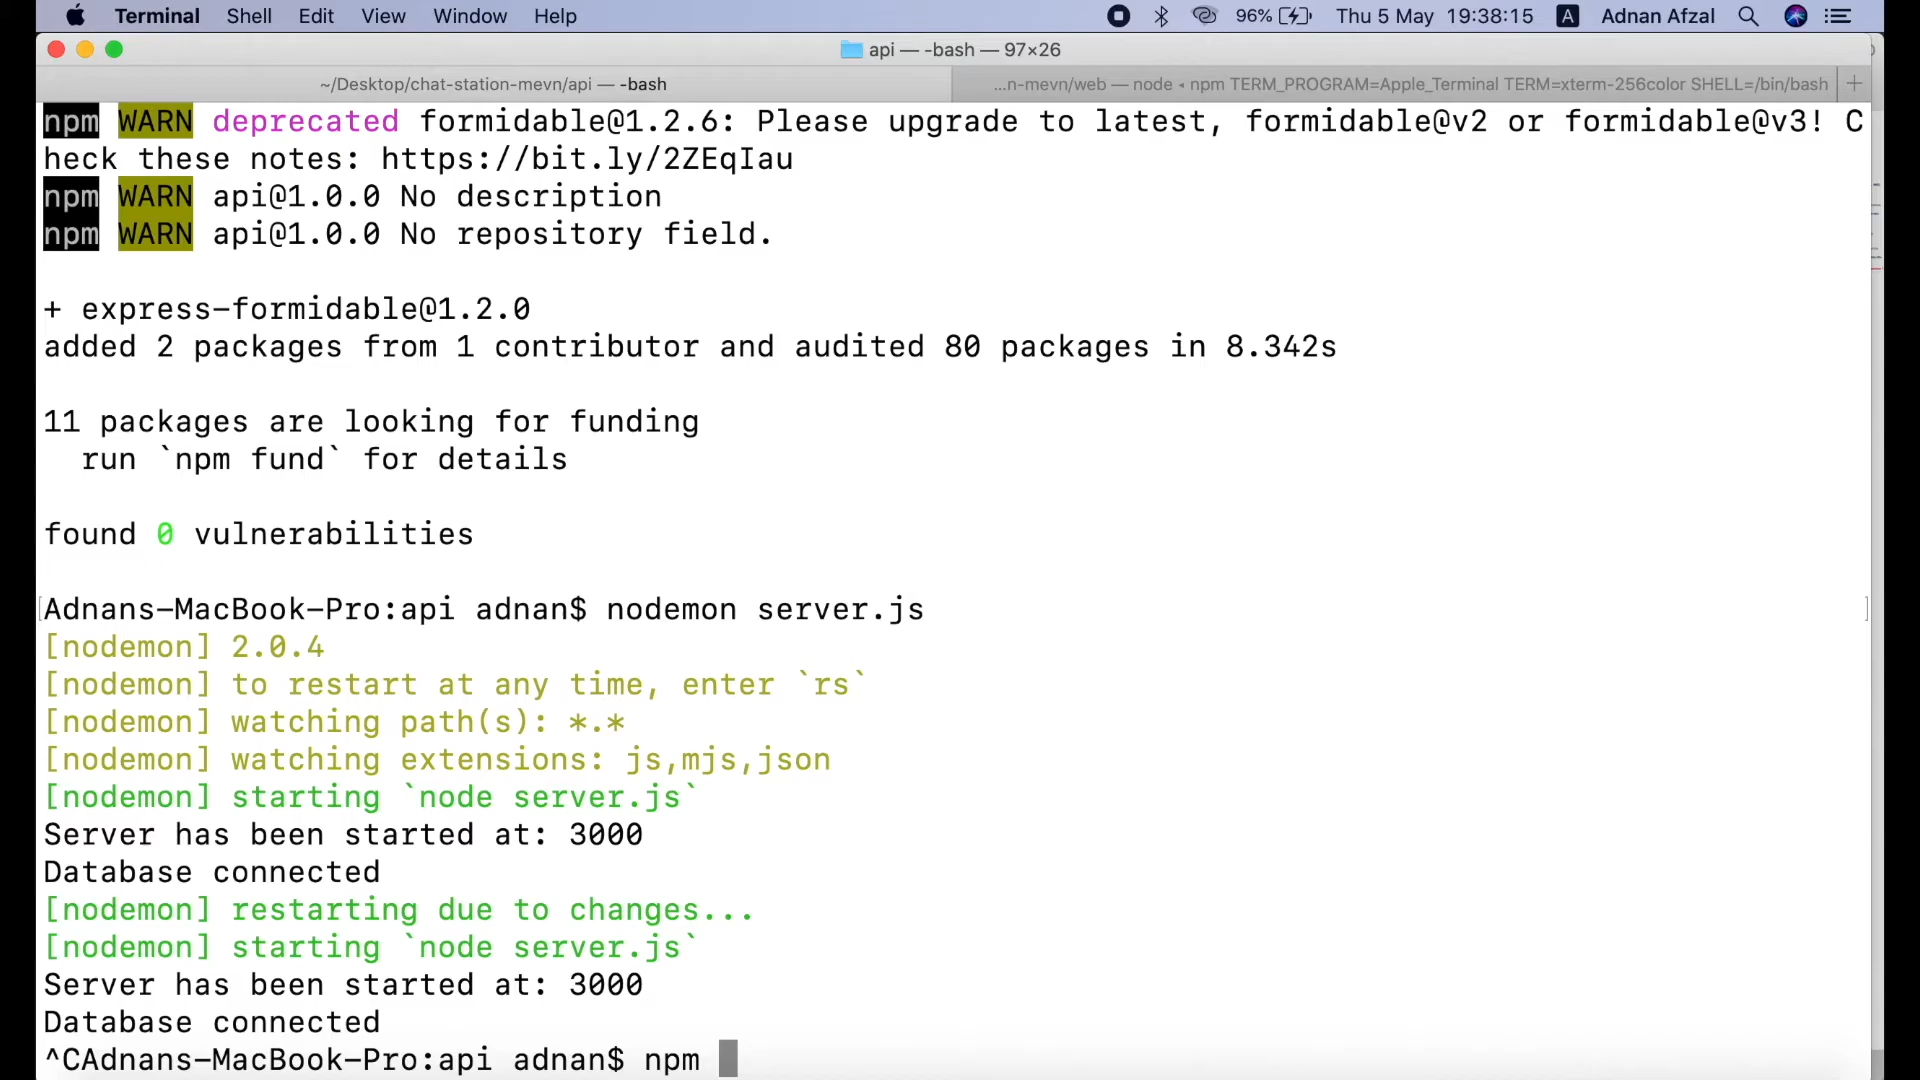 Terminal Shell Edit View Window Help 96% Thu 5 May 19:38:15 A Adnan Afzal
api — -bash — 97×26
~/Desktop/chat-station-mevn/api — -bash ...n-mevn/web — node ◂ npm TERM_PROGRAM=Apple_Terminal TERM=xterm-256color SHELL=/bin/bash +
npm WARN deprecated formidable@1.2.6: Please upgrade to latest, formidable@v2 or formidable@v3! C
heck these notes: https://bit.ly/2ZEqIau
npm WARN api@1.0.0 No description
npm WARN api@1.0.0 No repository field.
+ express-formidable@1.2.0
added 2 packages from 1 contributor and audited 80 packages in 8.342s
11 packages are looking for funding
  run `npm fund` for details
found 0 vulnerabilities
[Adnans-MacBook-Pro:api adnan$ nodemon server.js ]
[nodemon] 2.0.4
[nodemon] to restart at any time, enter `rs`
[nodemon] watching path(s): *.*
[nodemon] watching extensions: js,mjs,json
[nodemon] starting `node server.js`
Server has been started at: 3000
Database connected
[nodemon] restarting due to changes...
[nodemon] starting `node server.js`
Server has been started at: 3000
Database connected
^CAdnans-MacBook-Pro:api adnan$ npm